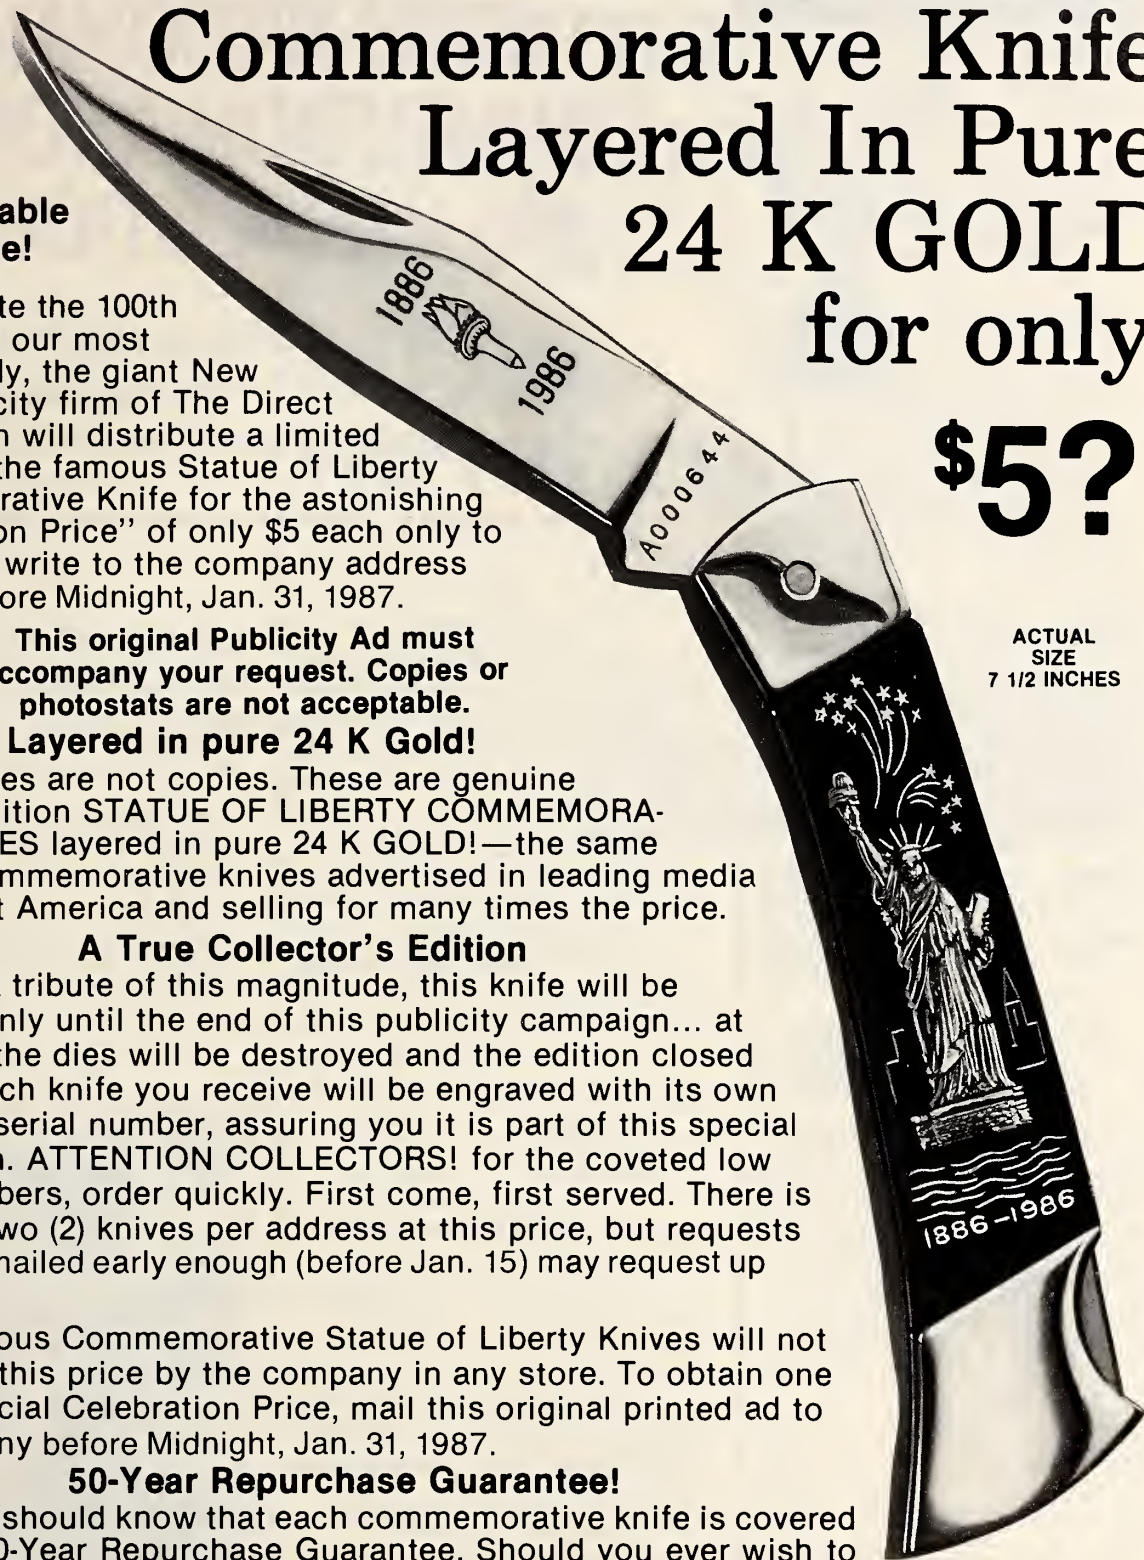 Commemorative Knife
Layered In Pure
24 K GOLD
for only
$5?
able
e!
te the 100th
our most
ly, the giant New
city firm of The Direct
n will distribute a limited
the famous Statue of Liberty
rative Knife for the astonishing
on Price" of only $5 each only to
write to the company address
ore Midnight, Jan. 31, 1987.
This original Publicity Ad must
ccompany your request. Copies or
photostats are not acceptable.
Layered in pure 24 K Gold!
es are not copies. These are genuine
ition STATUE OF LIBERTY COMMEMORA-
ES layered in pure 24 K GOLD!—the same
mmemorative knives advertised in leading media
t America and selling for many times the price.
A True Collector's Edition
tribute of this magnitude, this knife will be
nly until the end of this publicity campaign... at
the dies will be destroyed and the edition closed
ch knife you receive will be engraved with its own
serial number, assuring you it is part of this special
n. ATTENTION COLLECTORS! for the coveted low
bers, order quickly. First come, first served. There is
wo (2) knives per address at this price, but requests
nailed early enough (before Jan. 15) may request up
ous Commemorative Statue of Liberty Knives will not
this price by the company in any store. To obtain one
cial Celebration Price, mail this original printed ad to
ny before Midnight, Jan. 31, 1987.
50-Year Repurchase Guarantee!
should know that each commemorative knife is covered
0-Year Repurchase Guarantee. Should you ever wish to
1886
1986
A000644
ACTUAL
SIZE
7 1/2 INCHES
1886-1986